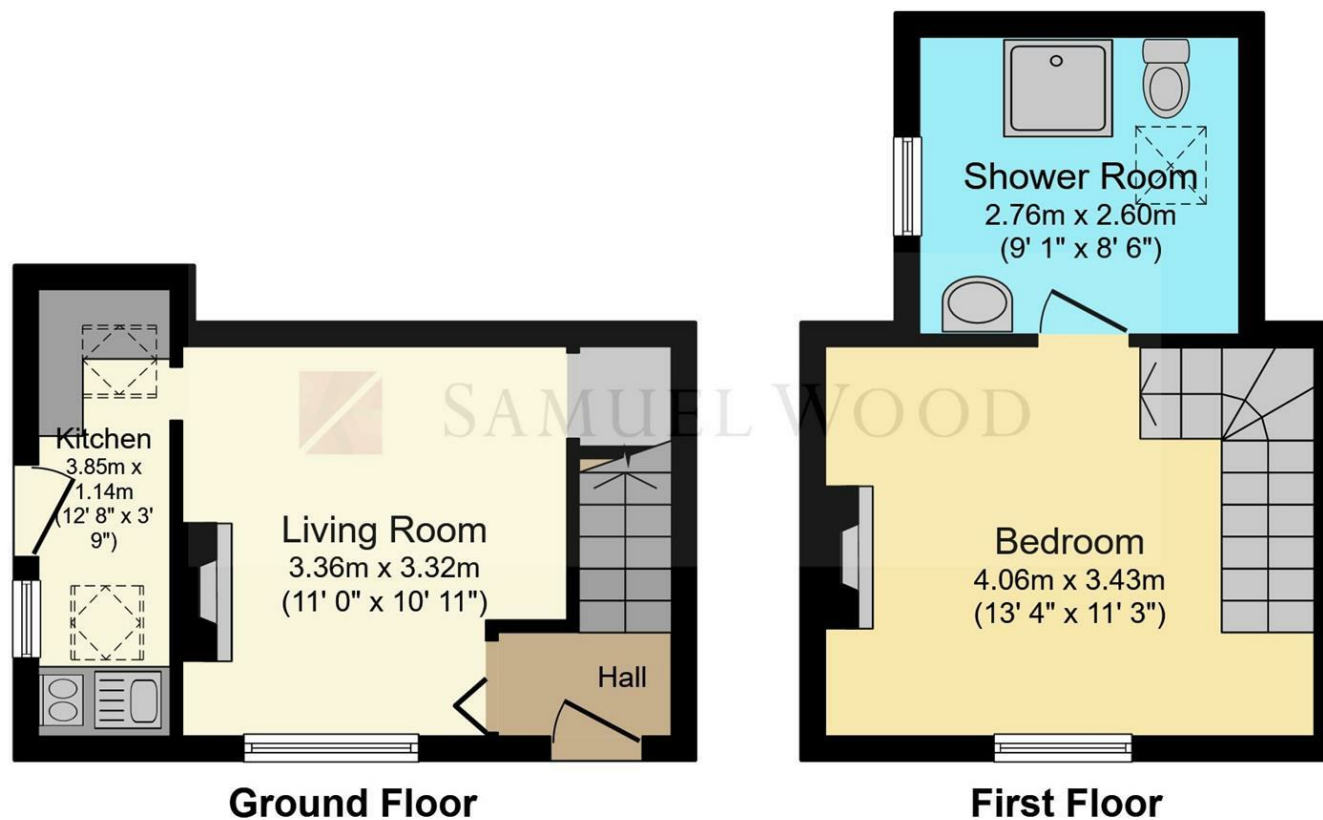 Shower Room
2.76m x 2.60m
(9' 1" x 8' 6")
SAMUEL WOOD
Kitchen
3.85m x
1.14m
(12' 8" x 3'
9")
Living Room
3.36m x 3.32m
(11' 0" x 10' 11")
Bedroom
4.06m x 3.43m
(13' 4" x 11' 3")
Hall
Ground Floor
First Floor